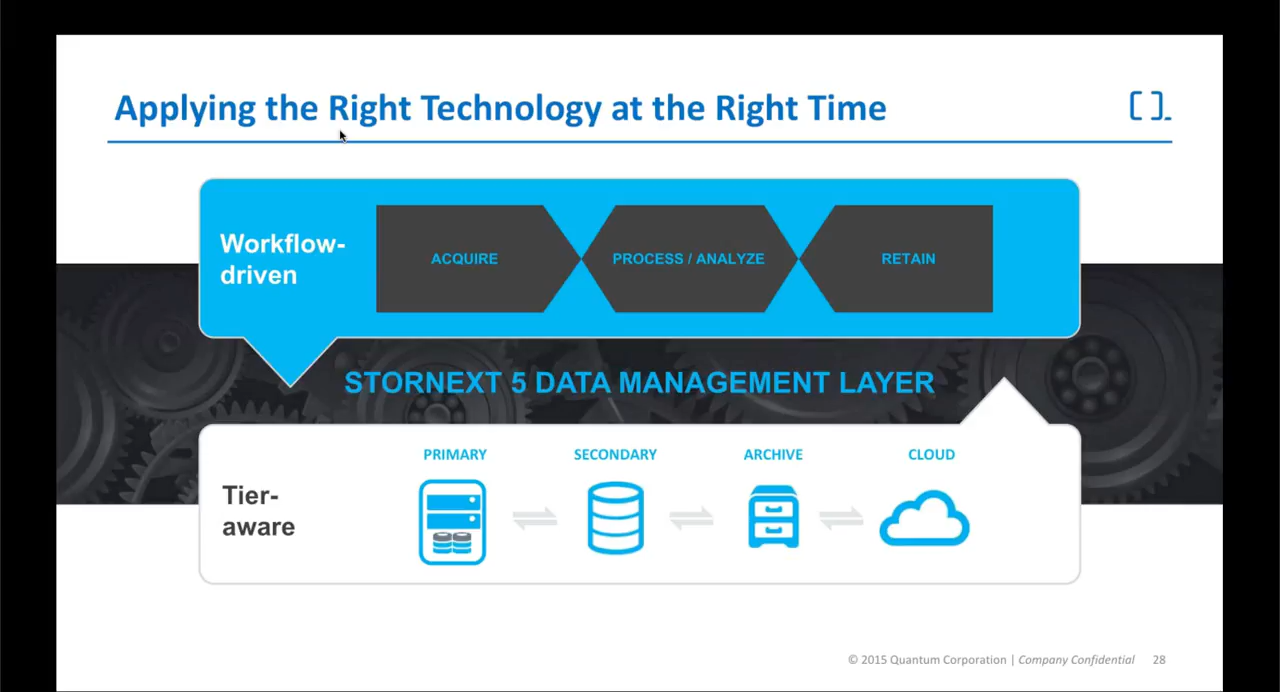 Applying the Right Technology at the Right Time
Workflow-
driven
ACQUIRE
PROCESS / ANALYZE
RETAIN
STORNEXT 5 DATA MANAGEMENT LAYER
Tier-
aware
PRIMARY
SECONDARY
ARCHIVE
CLOUD
© 2015 Quantum Corporation | Company Confidential 28